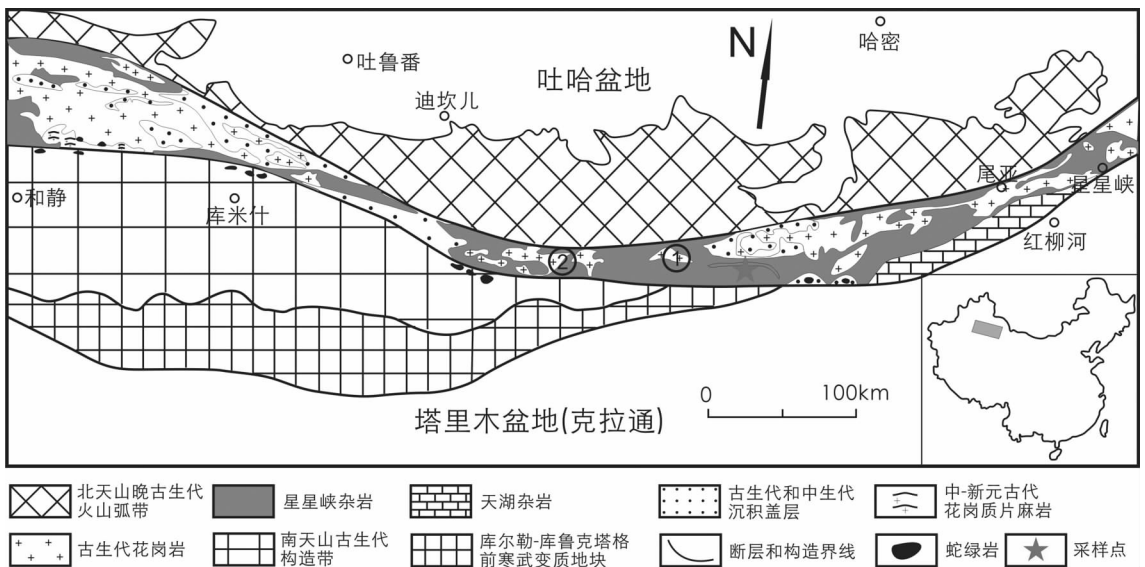 哈密
N
吐鲁番
吐哈盆地
迪坎儿
尾亚
星星峡
和静
库米什
红柳河
②
①
0
100km
塔里木盆地(克拉通)
北天山晚古生代
火山弧带
星星峡杂岩
天湖杂岩
古生代和中生代
沉积盖层
中-新元古代
花岗质片麻岩
古生代花岗岩
南天山古生代
构造带
库尔勒-库鲁克塔格
前寒武变质地块
断层和构造界线
蛇绿岩
采样点